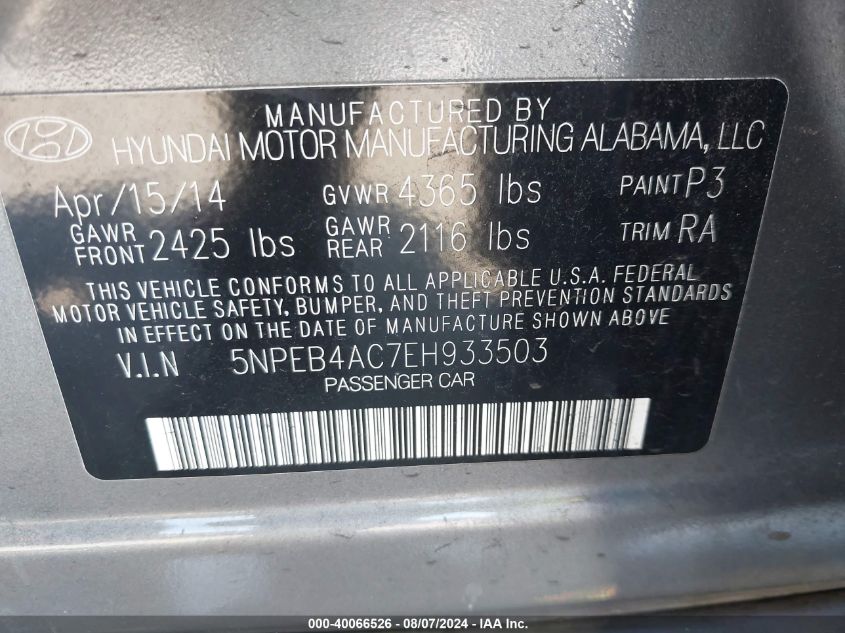 MANUFACTURED BY
HYUNDAI MOTOR MANUFACTURING ALABAMA, LLC
Apr/15/14 GVWR 4365 lbs PAINT P3
GAWR FRONT 2425 lbs GAWR REAR 2116 lbs TRIM RA
THIS VEHICLE CONFORMS TO ALL APPLICABLE U.S.A. FEDERAL
MOTOR VEHICLE SAFETY, BUMPER, AND THEFT PREVENTION STANDARDS
IN EFFECT ON THE DATE OF MANUFACTURE SHOWN ABOVE
V.I.N 5NPEB4AC7EH933503
PASSENGER CAR
000-40066526 - 08/07/2024 - IAA Inc.